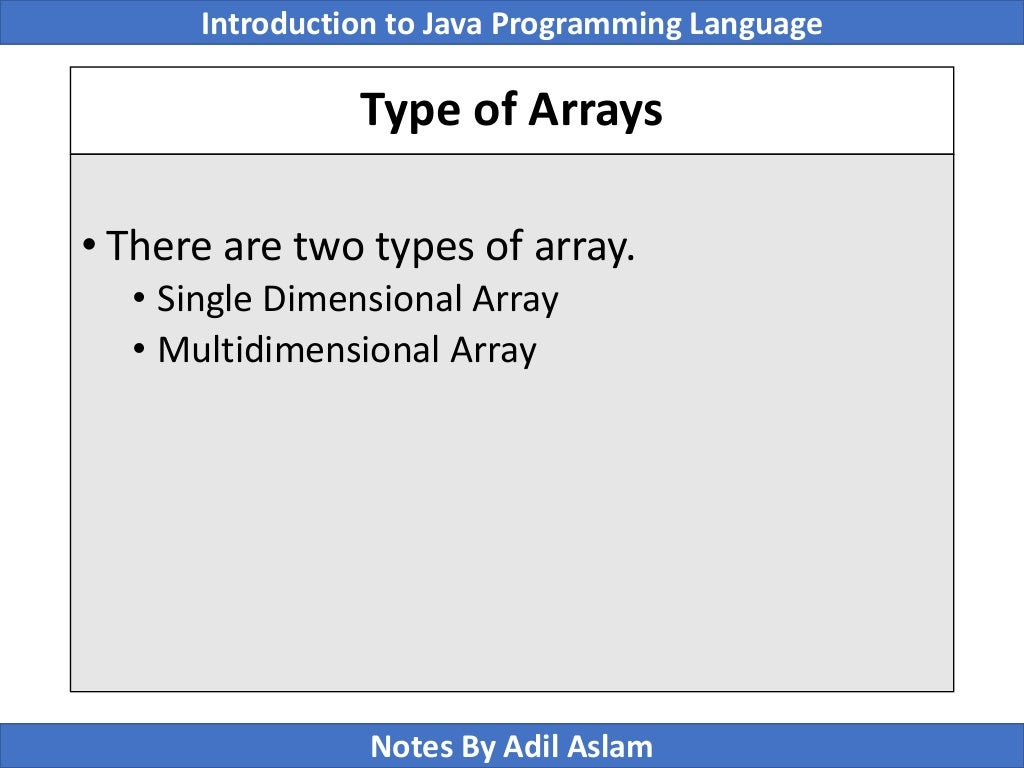 Introduction to Java Programming Language
Type of Arrays
• There are two types of array.
• Single Dimensional Array
• Multidimensional Array
Notes By Adil Aslam